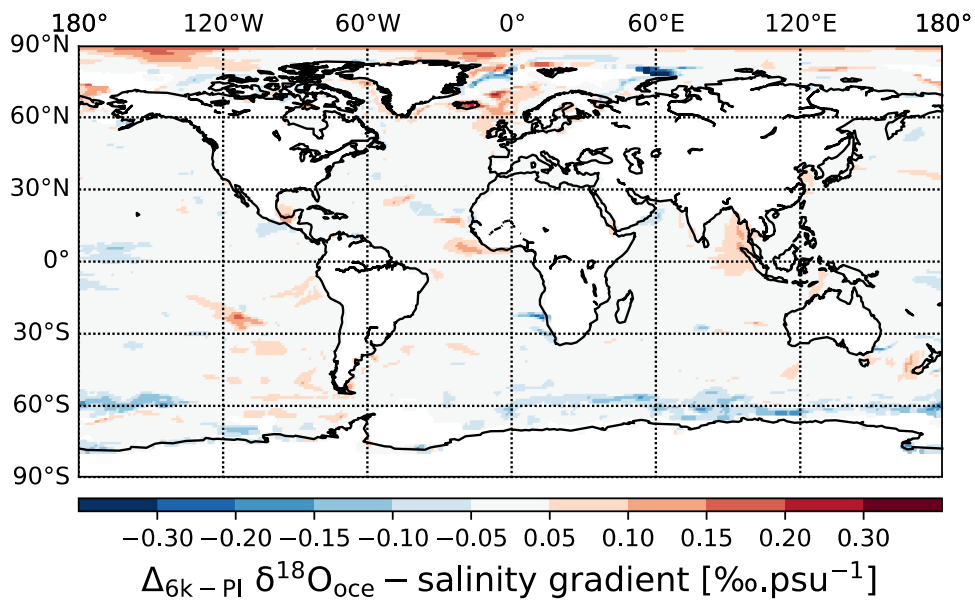 180° 120°W 60°W 0° 60°E 120°E 180°
90°N
60°N
30°N
0°
30°S
60°S
90°S
−0.30 −0.20 −0.15 −0.10 −0.05 0.05 0.10 0.15 0.20 0.30
Δ₆ₖ₋PI δ¹⁸Oₒcₑ − salinity gradient [‰.psu⁻¹]